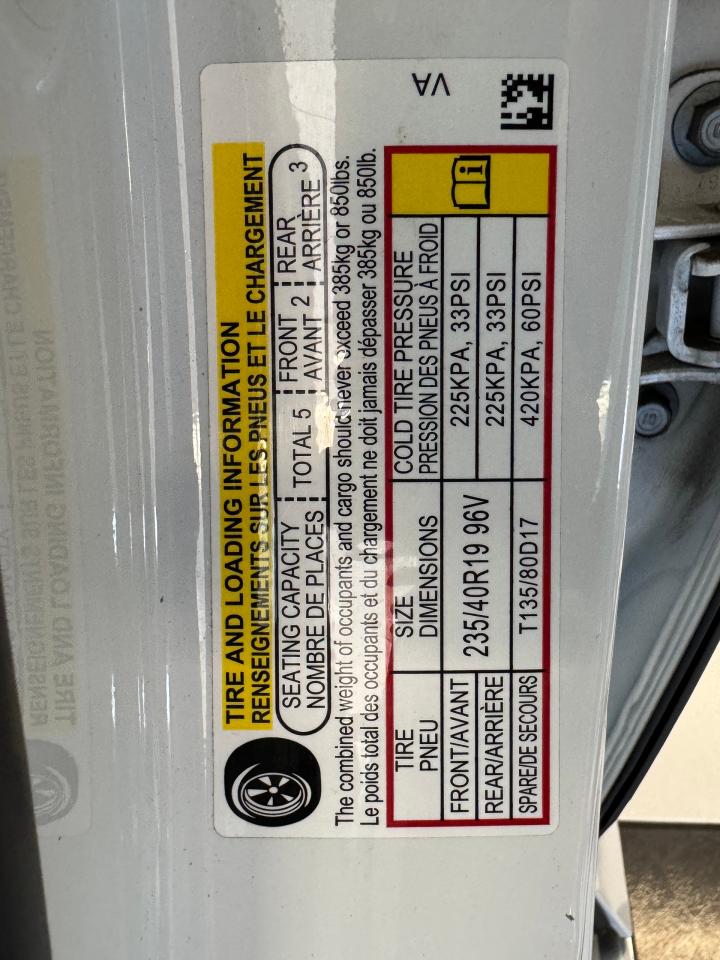 TIRE AND LOADING INFORMATION
RENSEIGNEMENTS SUR LES PNEUS ET LE CHARGEMENT
SEATING CAPACITY
NOMBRE DE PLACES
TOTAL 5
FRONT
AVANT 2
REAR
ARRIÈRE 3
The combined weight of occupants and cargo should never exceed 385kg or 850lbs.
Le poids total des occupants et du chargement ne doit jamais dépasser 385kg ou 850lb.
TIRE
PNEU
SIZE
DIMENSIONS
COLD TIRE PRESSURE
PRESSION DES PNEUS À FROID
FRONT/AVANT
235/40R19 96V
225KPA, 33PSI
REAR/ARRIÈRE
225KPA, 33PSI
SPARE/DE SECOURS
T135/80D17
420KPA, 60PSI
VA